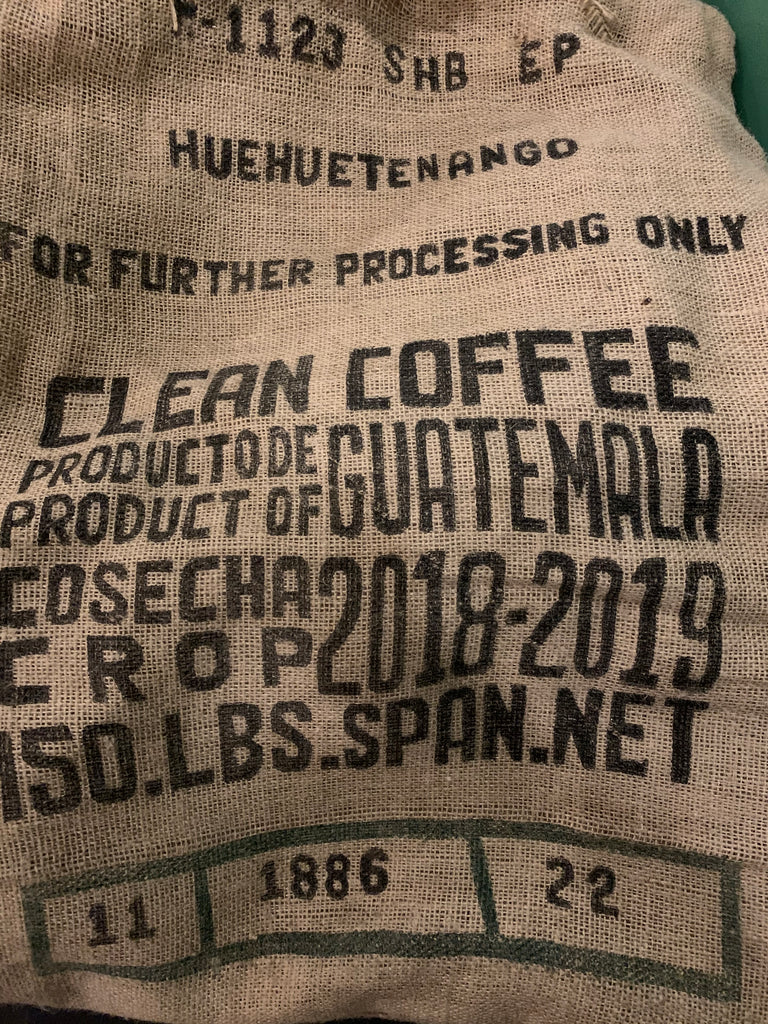 -1123 SHB EP
HUEHUETENANGO
FOR FURTHER PROCESSING ONLY
CLEAN COFFEE
PRODUCTO DE
PRODUCT OF GUATEMALA
COSECHA
CROP 2018-2019
150.LBS.SPAN.NET
11 1886 22